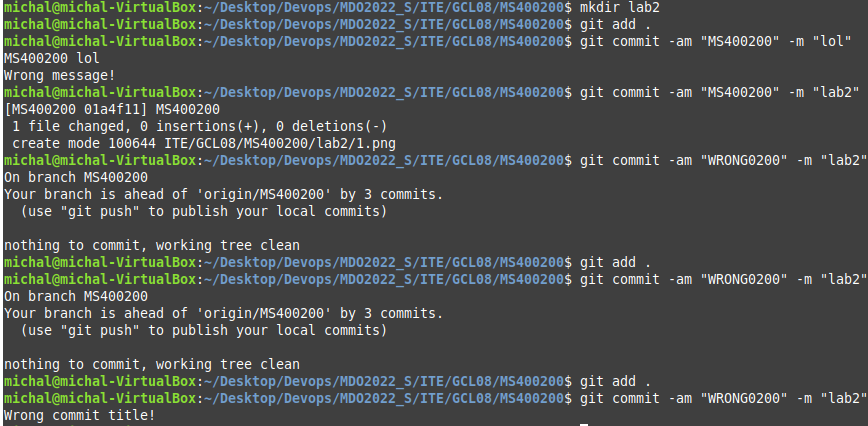 michal@michal-VirtualBox:~/Desktop/Devops/MDO2022_S/ITE/GCL08/MS400200$ mkdir lab2
michal@michal-VirtualBox:~/Desktop/Devops/MDO2022_S/ITE/GCL08/MS400200$ git add .
michal@michal-VirtualBox:~/Desktop/Devops/MDO2022_S/ITE/GCL08/MS400200$ git commit -am "MS400200" -m "lol"
MS400200 lol
Wrong message!
michal@michal-VirtualBox:~/Desktop/Devops/MDO2022_S/ITE/GCL08/MS400200$ git commit -am "MS400200" -m "lab2"
[MS400200 01a4f11] MS400200
 1 file changed, 0 insertions(+), 0 deletions(-)
 create mode 100644 ITE/GCL08/MS400200/lab2/1.png
michal@michal-VirtualBox:~/Desktop/Devops/MDO2022_S/ITE/GCL08/MS400200$ git commit -am "WRONG0200" -m "lab2"
On branch MS400200
Your branch is ahead of 'origin/MS400200' by 3 commits.
  (use "git push" to publish your local commits)

nothing to commit, working tree clean
michal@michal-VirtualBox:~/Desktop/Devops/MDO2022_S/ITE/GCL08/MS400200$ git add .
michal@michal-VirtualBox:~/Desktop/Devops/MDO2022_S/ITE/GCL08/MS400200$ git commit -am "WRONG0200" -m "lab2"
On branch MS400200
Your branch is ahead of 'origin/MS400200' by 3 commits.
  (use "git push" to publish your local commits)

nothing to commit, working tree clean
michal@michal-VirtualBox:~/Desktop/Devops/MDO2022_S/ITE/GCL08/MS400200$ git add .
michal@michal-VirtualBox:~/Desktop/Devops/MDO2022_S/ITE/GCL08/MS400200$ git commit -am "WRONG0200" -m "lab2"
Wrong commit title!